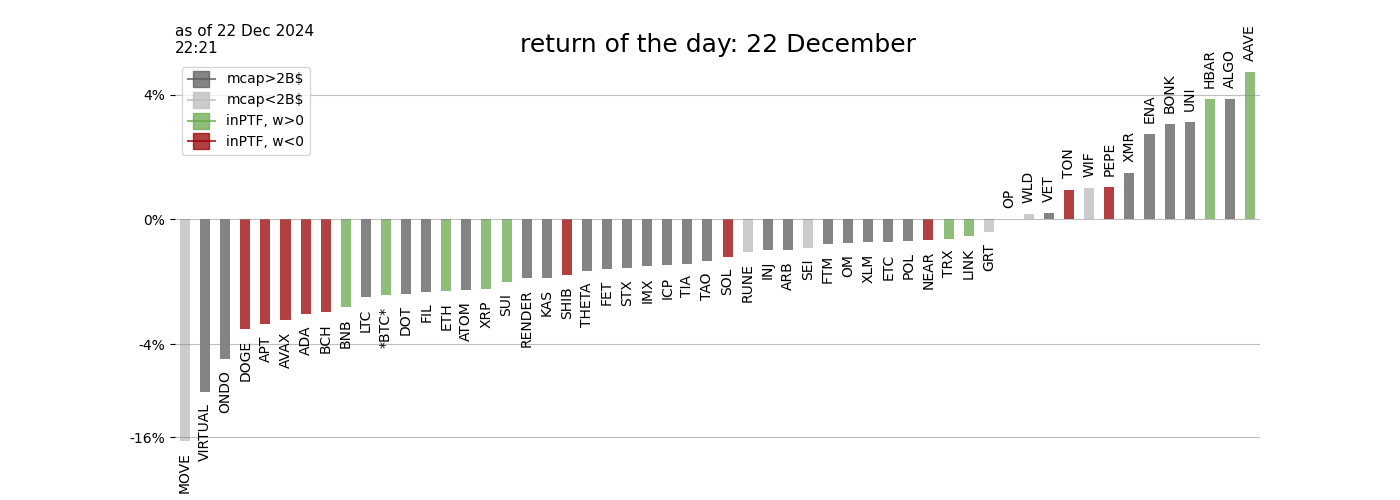 as of 22 Dec 2024
22:21
return of the day: 22 December
mcap>2B$
mcap<2B$
inPTF, w>0
inPTF, w<0
4%
0%
-4%
-16%
MOVE
VIRTUAL
ONDO
DOGE
APT
AVAX
ADA
BCH
BNB
LTC
*BTC*
DOT
FIL
ETH
ATOM
XRP
SUI
RENDER
KAS
SHIB
THETA
FET
STX
IMX
ICP
TIA
TAO
SOL
RUNE
INJ
ARB
SEI
FTM
OM
XLM
ETC
POL
NEAR
TRX
LINK
GRT
OP
WLD
VET
TON
WIF
PEPE
XMR
ENA
BONK
UNI
HBAR
ALGO
AAVE